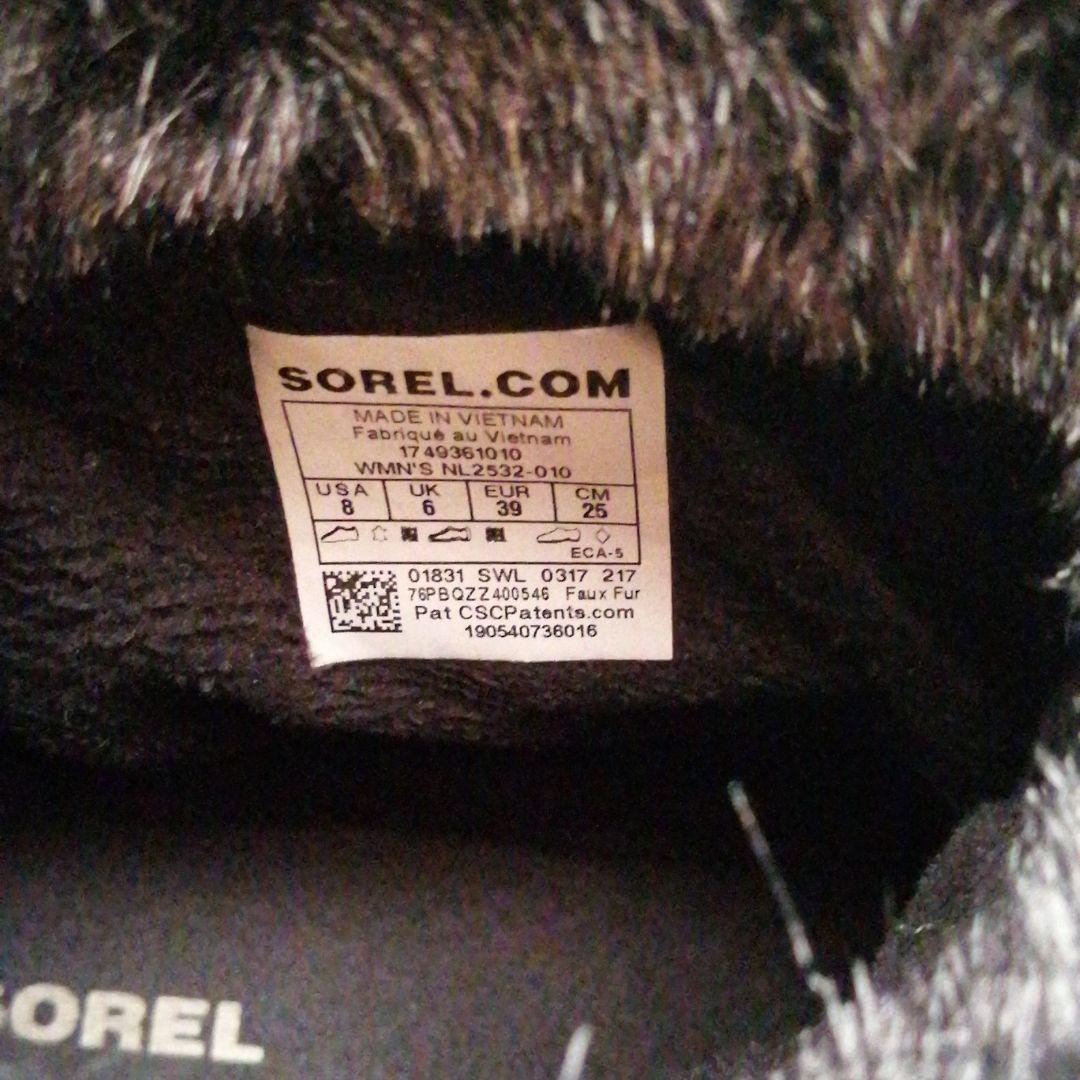 SOREL.COM
MADE IN VIETNAM
Fabriqué au Vietnam
1749361010
WMN'S NL2532-010
USA UK EUR CM
8 6 39 25
ECA-5
01831 SWL 0317 217
76PBQZZ400546 Faux Fur
Pat CSCPatents.com
190540736016
SOREL